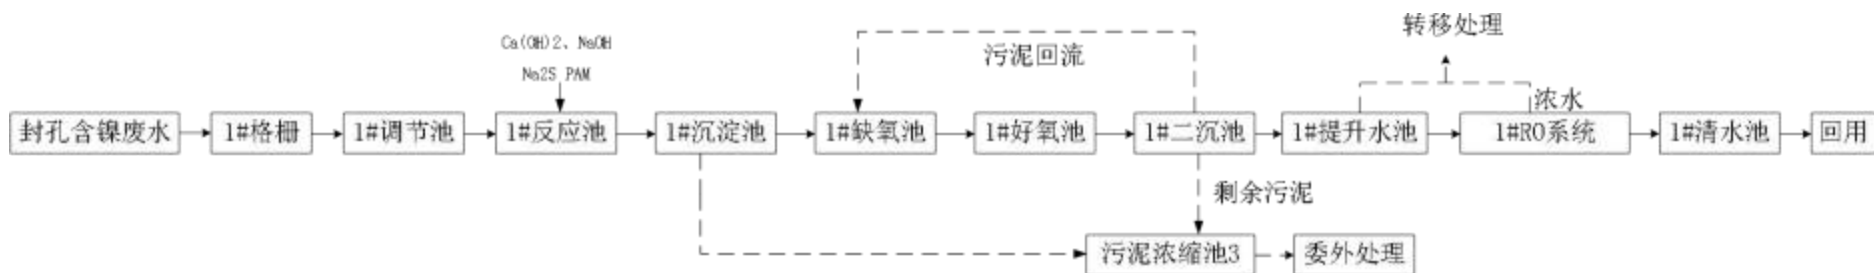 转移处理
Ca(OH)2、NaOH
Na2S PAM
污泥回流
浓水
封孔含镍废水
1#格栅
1#调节池
1#反应池
1#沉淀池
1#缺氧池
1#好氧池
1#二沉池
1#提升水池
1#RO系统
1#清水池
回用
剩余污泥
污泥浓缩池3
委外处理